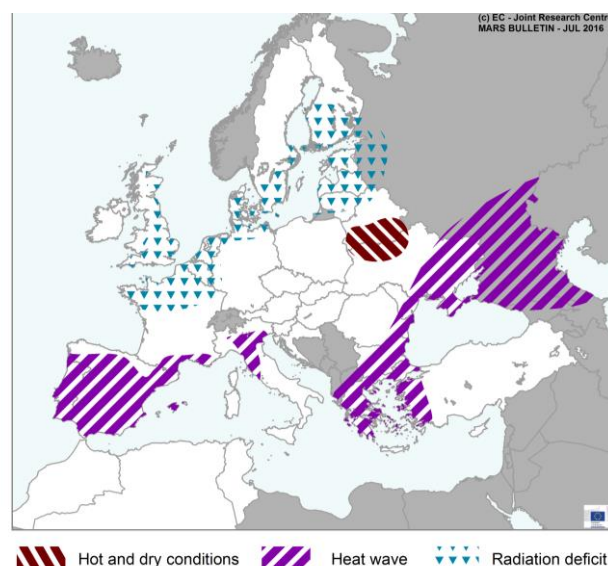 (c) EC - Joint Research Centr
MARS BULLETIN - JUL 2016
Hot and dry conditions Heat wave Radiation deficit